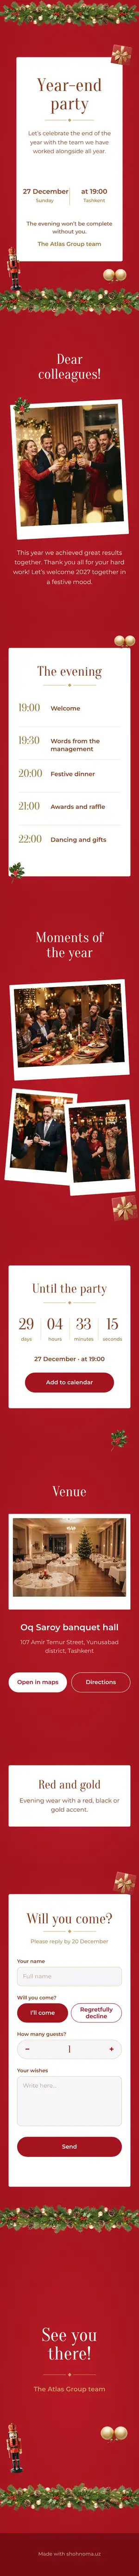 Year-end
party
Let's celebrate the end of the
year with the team we have
worked alongside all year.
27 December
Sunday
at 19:00
Tashkent
The evening won't be complete
without you.
The Atlas Group team
Dear
colleagues!
This year we achieved great results
together. Thank you all for your hard
work! Let's welcome 2027 together in
a festive mood.
The evening
19:00 Welcome
19:30 Words from the
management
20:00 Festive dinner
21:00 Awards and raffle
22:00 Dancing and gifts
Moments of
the year
Until the party
29 04 33 15
days hours minutes seconds
27 December · at 19:00
Add to calendar
Venue
Oq Saroy banquet hall
107 Amir Temur Street, Yunusabad
district, Tashkent
Open in maps
Directions
Red and gold
Evening wear with a red, black or
gold accent.
Will you come?
Please reply by 20 December
Your name
Full name
Will you come?
I'll come
Regretfully
decline
How many guests?
− 1 +
Your wishes
Write here...
Send
See you
there!
The Atlas Group team
Made with shohnoma.uz